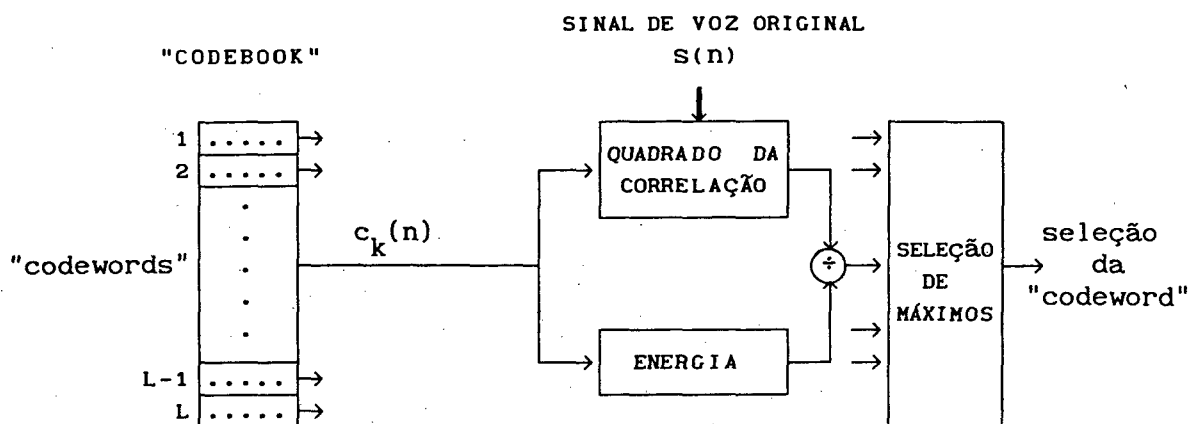 SINAL DE VOZ ORIGINAL
s(n)
"CODEBOOK"
1 .....
2 .....
QUADRADO DA
CORRELAÇÃO
c_k(n)
"codewords"
÷
SELEÇÃO
DE
MÁXIMOS
seleção
da
"codeword"
ENERGIA
L-1 .....
L .....